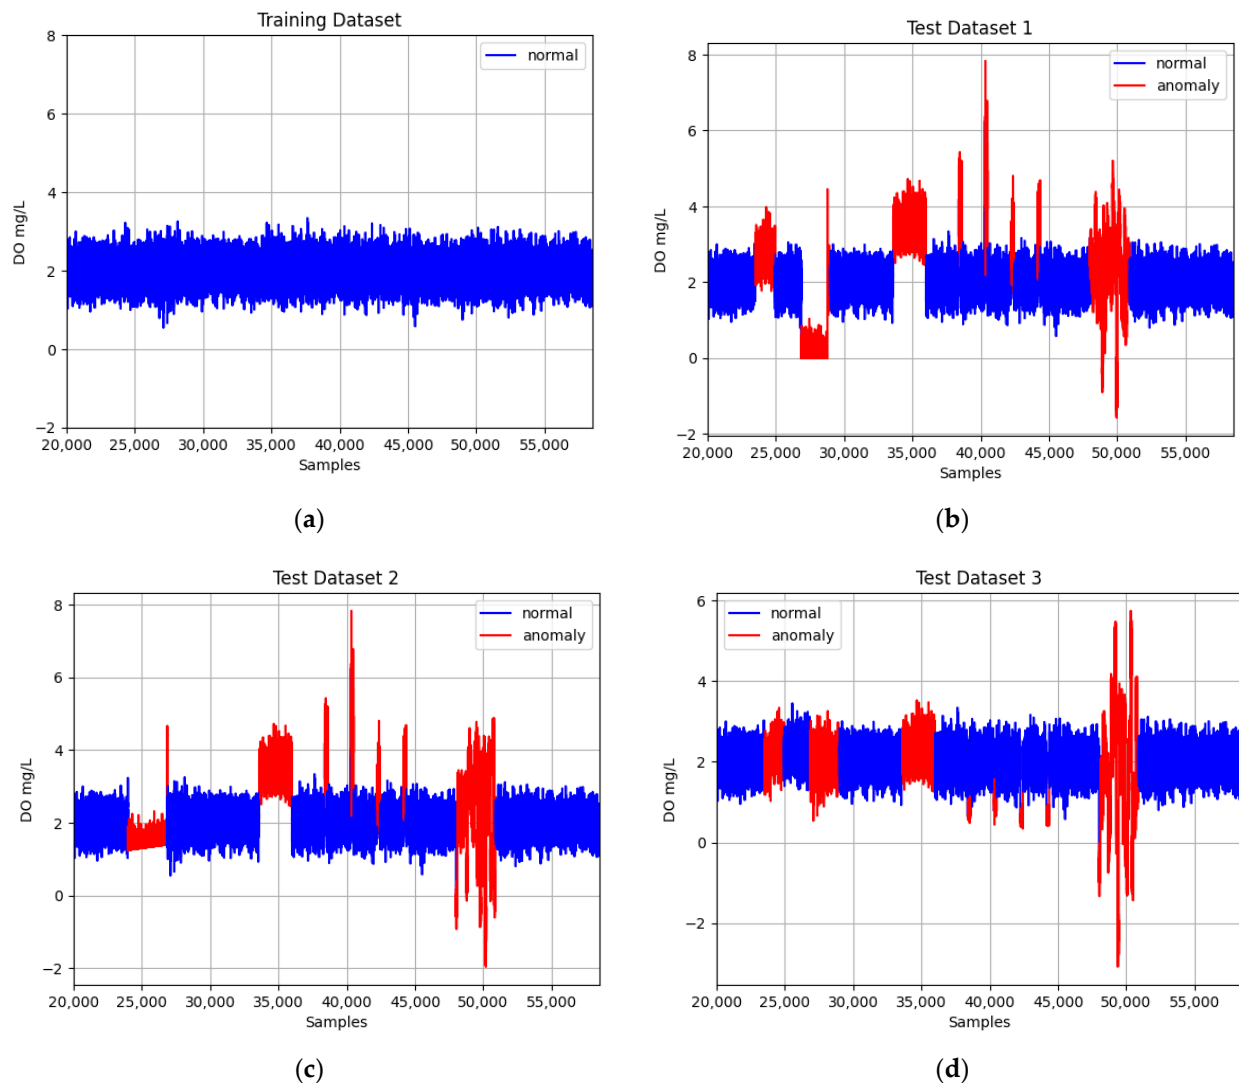 Training Dataset
normal
DO mg/L
8
6
4
2
0
−2
20,000 25,000 30,000 35,000 40,000 45,000 50,000 55,000
Samples
(a)
Test Dataset 1
normal
anomaly
DO mg/L
8
6
4
2
0
−2
20,000 25,000 30,000 35,000 40,000 45,000 50,000 55,000
Samples
(b)
Test Dataset 2
normal
anomaly
DO mg/L
8
6
4
2
0
−2
20,000 25,000 30,000 35,000 40,000 45,000 50,000 55,000
Samples
(c)
Test Dataset 3
normal
anomaly
DO mg/L
6
4
2
0
−2
20,000 25,000 30,000 35,000 40,000 45,000 50,000 55,000
Samples
(d)